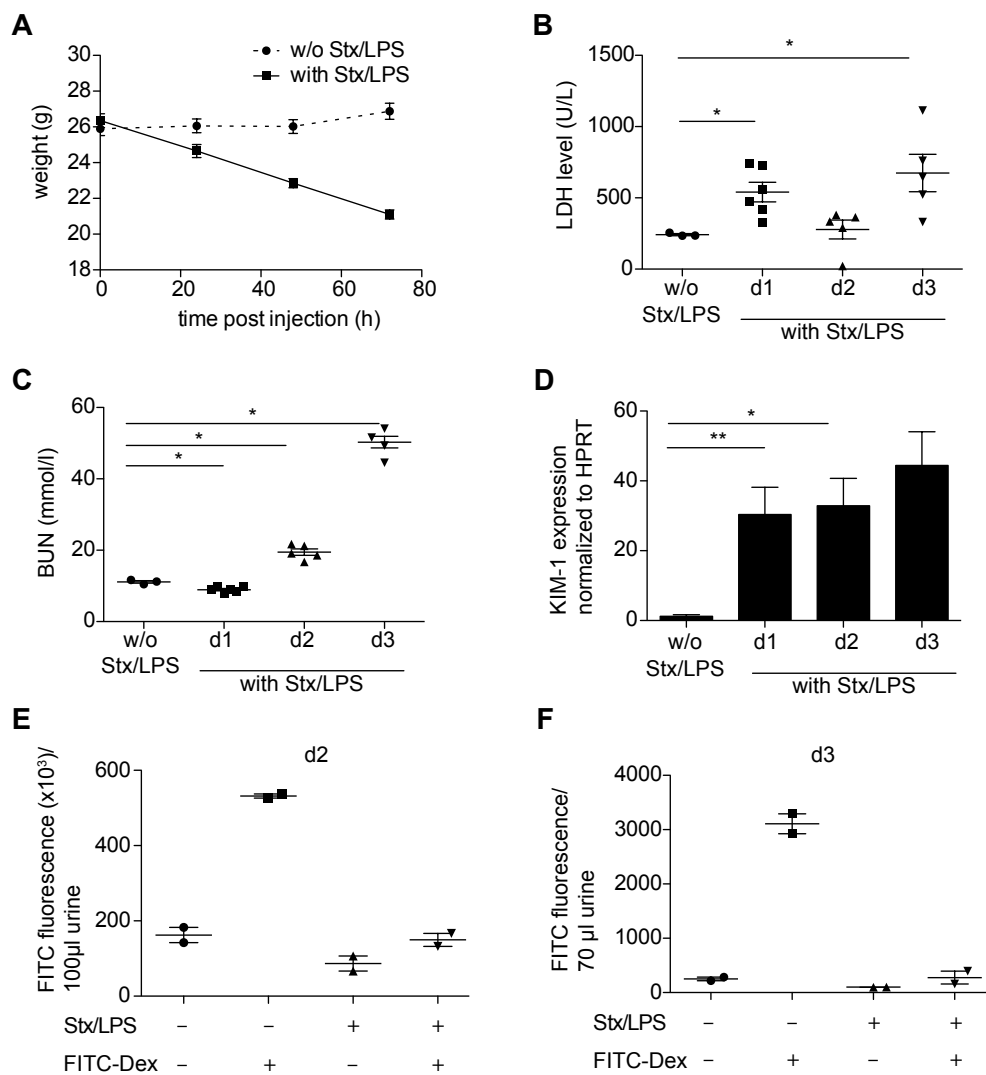 A
w/o Stx/LPS
with Stx/LPS
30
28
26
24
22
20
18
weight (g)
0 20 40 60 80
time post injection (h)
B
1500
1000
500
0
LDH level (U/L)
*
*
w/o Stx/LPS
d1 d2 d3
with Stx/LPS
C
60
40
20
0
BUN (mmol/l)
*
*
*
w/o Stx/LPS
d1 d2 d3
with Stx/LPS
D
60
40
20
0
KIM-1 expression
normalized to HPRT
*
**
w/o Stx/LPS
d1 d2 d3
with Stx/LPS
E
d2
600
400
200
0
FITC fluorescence (x10³)/
100µl urine
Stx/LPS – – + +
FITC-Dex – + – +
F
d3
4000
3000
2000
1000
0
FITC fluorescence/
70 µl urine
Stx/LPS – – + +
FITC-Dex – + – +